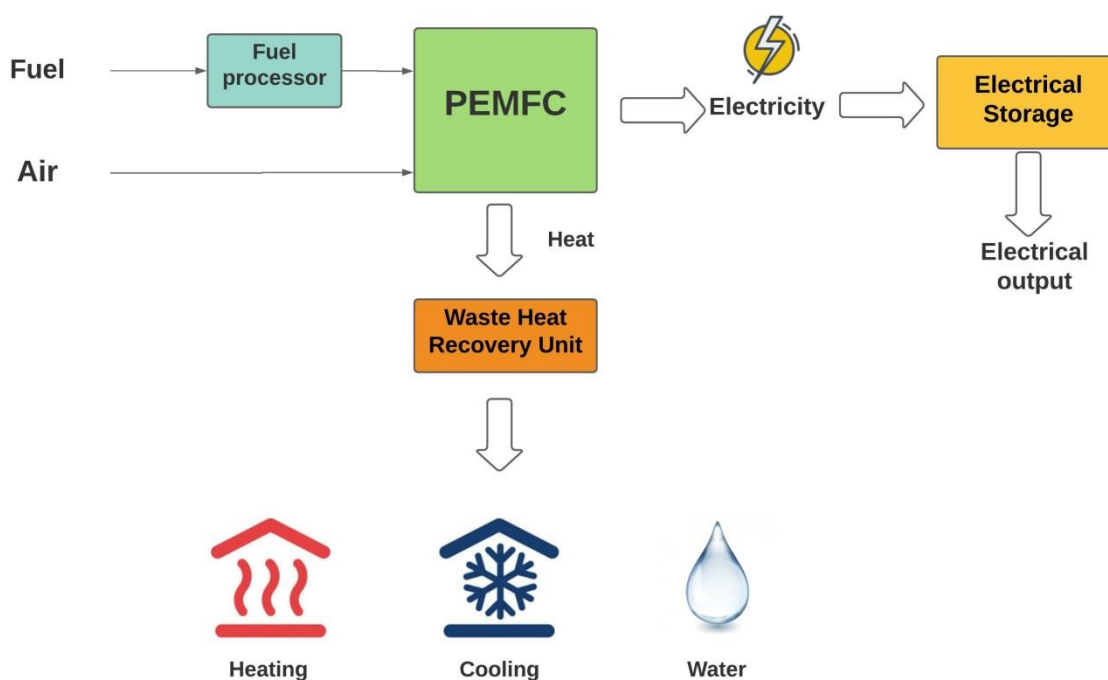 Fuel
Fuel
processor
PEMFC
Electricity
Electrical
Storage
Air
Heat
Electrical
output
Waste Heat
Recovery Unit
Heating
Cooling
Water